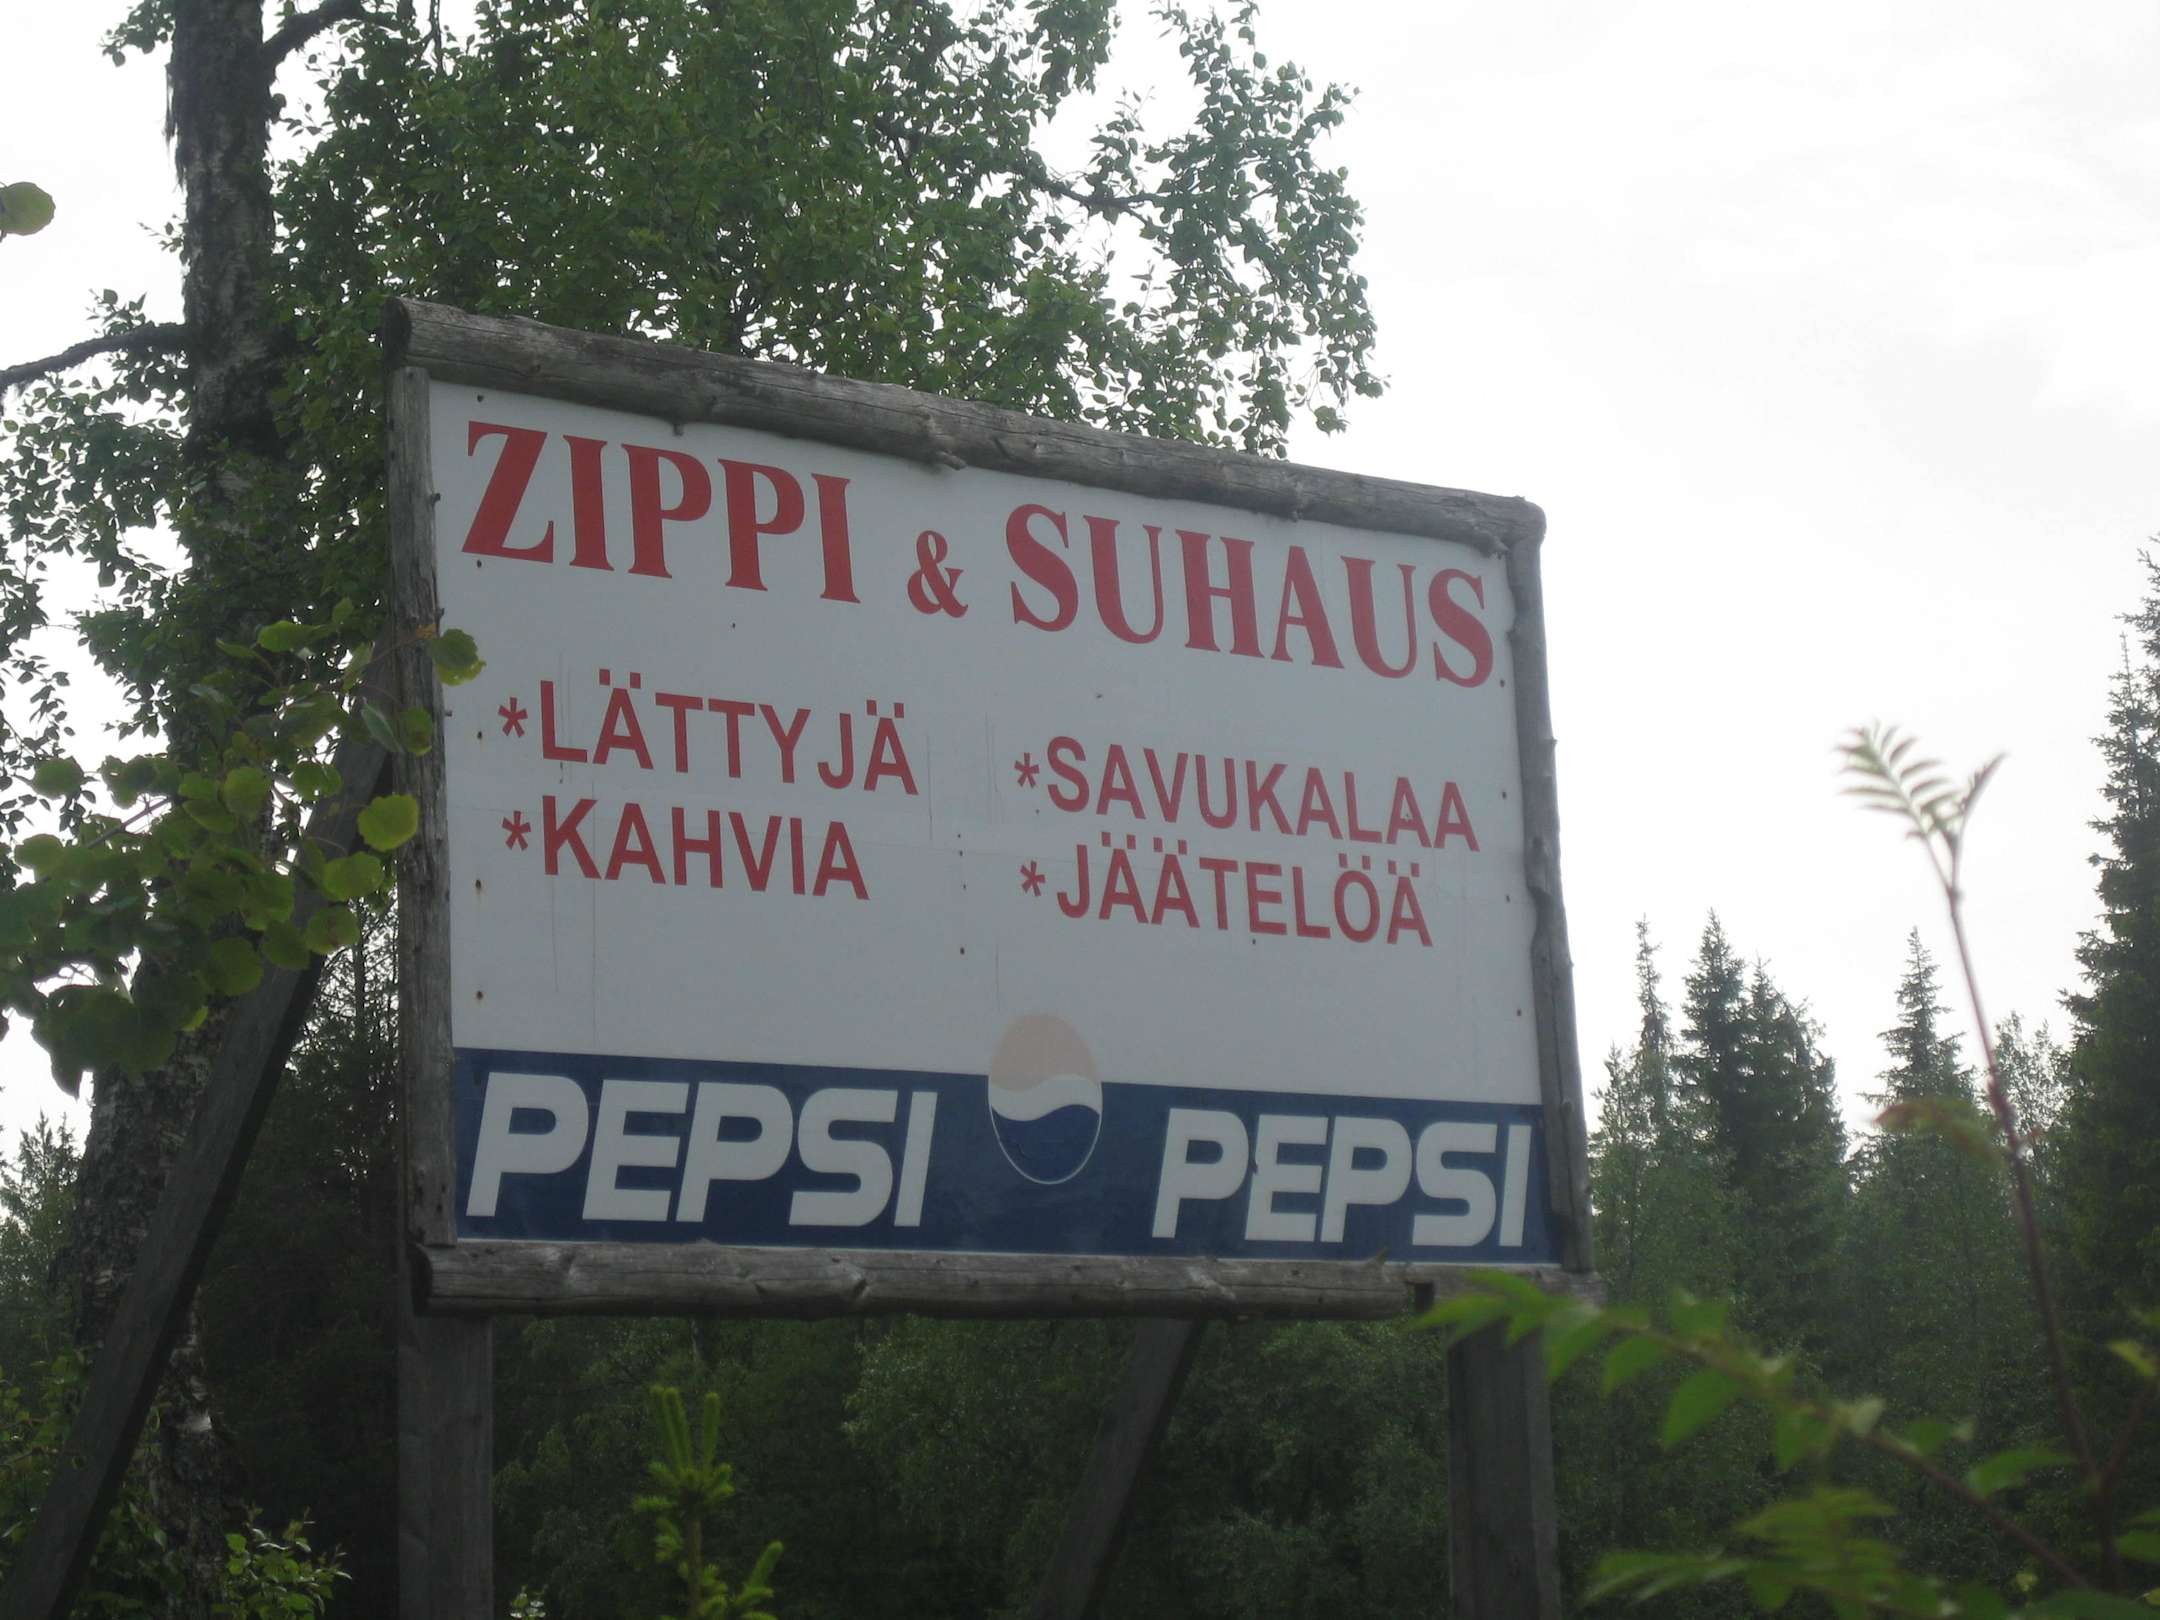 ZIPPI & SUHAUS
*LÄTTYJÄ
*KAHVIA
*SAVUKALAA
*JÄÄTELÖÄ
PEPSI PEPSI